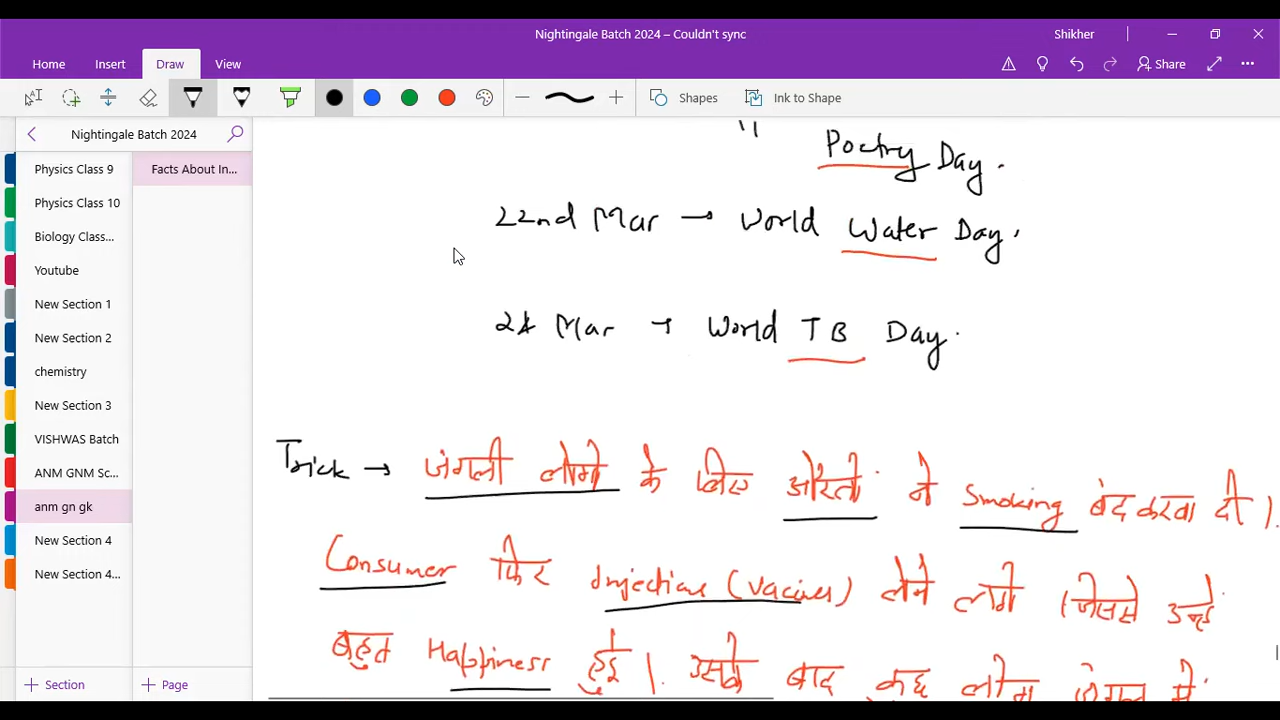 Nightingale Batch 2024 – Couldn't sync
Shikher
Home Insert Draw View
Share
Shapes Ink to Shape
Nightingale Batch 2024
Physics Class 9
Physics Class 10
Biology Class...
Youtube
New Section 1
New Section 2
chemistry
New Section 3
VISHWAS Batch
ANM GNM Sc...
anm gn gk
New Section 4
New Section 4...
Facts About In...
Section
Page
" Poetry Day.
22nd Mar → World Water Day.
24 Mar → World TB Day.
Trick → जंगली लोगो के लिए औरतो ने Smoking बंद करवा दी।
Consumer फिर Injection (vaccines) लेने लगे। जिससे उन्हे
बहुत Happiness हुई। उसके बाद कुछ लोग जंगल मे